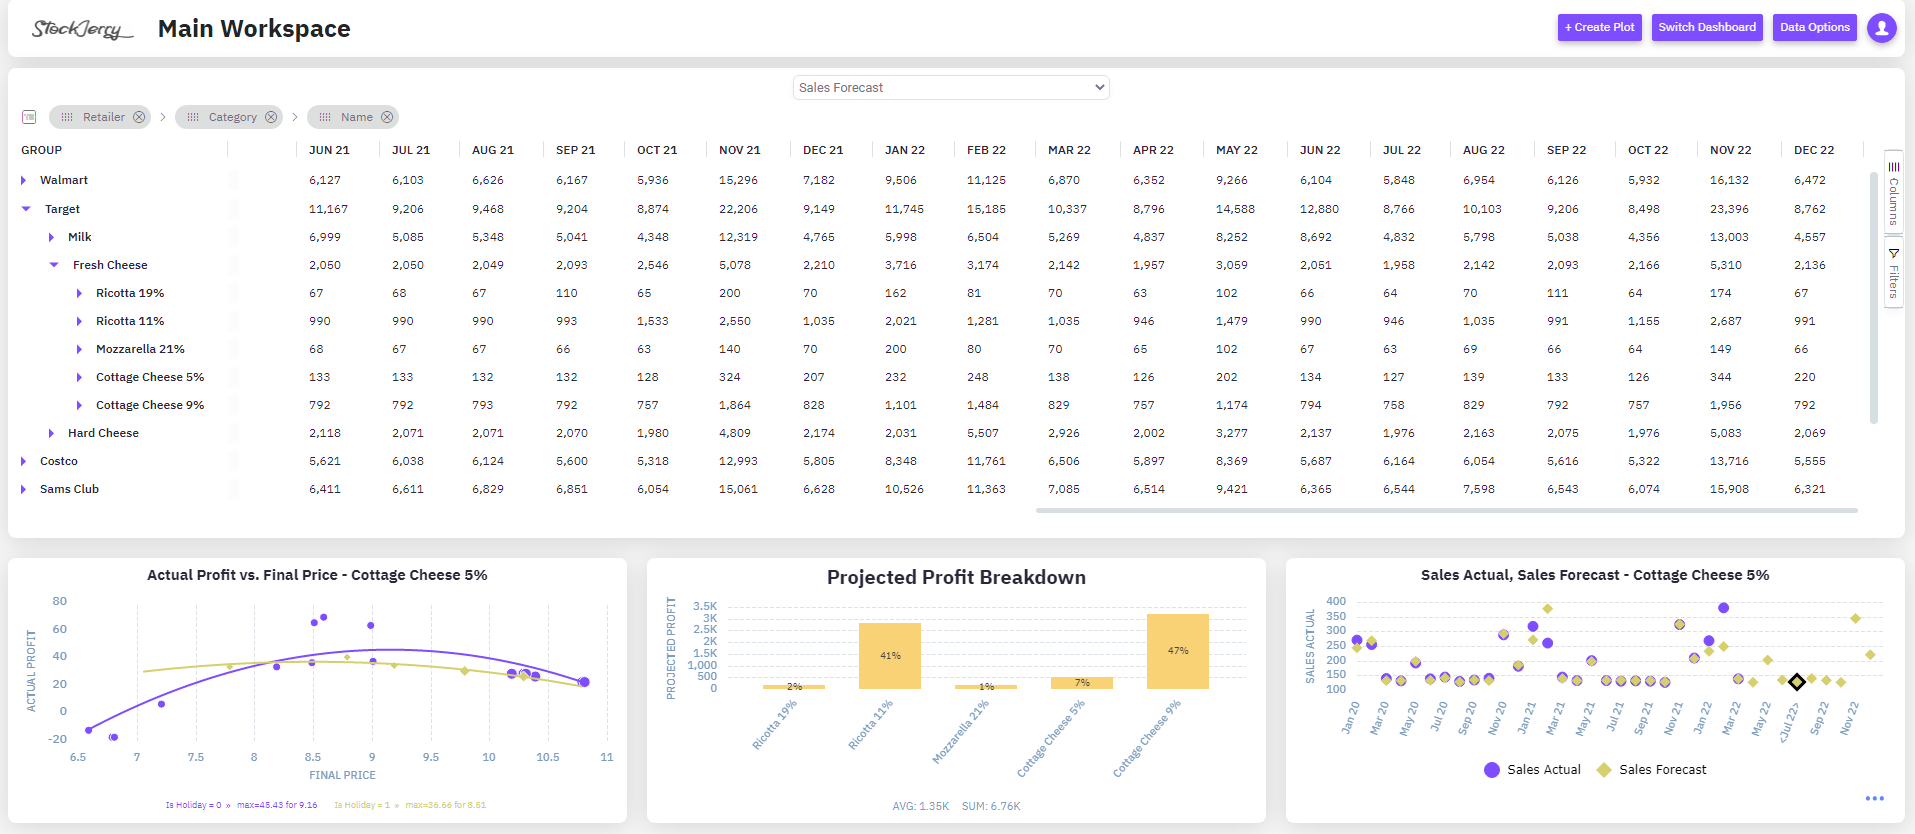 StockJerry
Main Workspace
+ Create Plot
Switch Dashboard
Data Options
Sales Forecast
Retailer > Category > Name
GROUP JUN 21 JUL 21 AUG 21 SEP 21 OCT 21 NOV 21 DEC 21 JAN 22 FEB 22 MAR 22 APR 22 MAY 22 JUN 22 JUL 22 AUG 22 SEP 22 OCT 22 NOV 22 DEC 22
Walmart 6,127 6,103 6,626 6,167 5,936 15,296 7,182 9,506 11,125 6,870 6,352 9,266 6,104 5,848 6,954 6,126 5,932 16,132 6,472
Target 11,167 9,206 9,468 9,204 8,874 22,206 9,149 11,745 15,185 10,337 8,796 14,588 12,880 8,766 10,103 9,206 8,498 23,396 8,762
Milk 6,999 5,085 5,348 5,041 4,348 12,319 4,765 5,998 6,504 5,269 4,837 8,252 8,692 4,832 5,798 5,038 4,356 13,003 4,557
Fresh Cheese 2,050 2,050 2,049 2,093 2,546 5,078 2,210 3,716 3,174 2,142 1,957 3,059 2,051 1,958 2,142 2,093 2,166 5,310 2,136
Ricotta 19% 67 68 67 110 65 200 70 162 81 70 63 102 66 64 70 111 64 174 67
Ricotta 11% 990 990 990 993 1,533 2,550 1,035 2,021 1,281 1,035 946 1,479 990 946 1,035 991 1,155 2,687 991
Mozzarella 21% 68 67 67 66 63 140 70 200 80 70 65 102 67 63 69 66 64 149 66
Cottage Cheese 5% 133 133 132 132 128 324 207 232 248 138 126 202 134 127 139 133 126 344 220
Cottage Cheese 9% 792 792 793 792 757 1,864 828 1,101 1,484 829 757 1,174 794 758 829 792 757 1,956 792
Hard Cheese 2,118 2,071 2,071 2,070 1,980 4,809 2,174 2,031 5,507 2,926 2,002 3,277 2,137 1,976 2,163 2,075 1,976 5,083 2,069
Costco 5,621 6,038 6,124 5,600 5,318 12,993 5,805 8,348 11,761 6,506 5,897 8,369 5,687 6,164 6,054 5,616 5,322 13,716 5,555
Sams Club 6,411 6,611 6,829 6,851 6,054 15,061 6,628 10,526 11,363 7,085 6,514 9,421 6,365 6,544 7,598 6,543 6,074 15,908 6,321
Columns
Filters
Actual Profit vs. Final Price - Cottage Cheese 5%
ACTUAL PROFIT
80
60
40
20
0
-20
6.5 7 7.5 8 8.5 9 9.5 10 10.5 11
FINAL PRICE
Is Holiday = 0 » max=45.43 for 9.16 Is Holiday = 1 » max=36.66 for 8.51
Projected Profit Breakdown
PROJECTED PROFIT
3.5K
3K
2.5K
2K
1.5K
1,000
500
0
2% 41% 1% 7% 47%
Ricotta 19% Ricotta 11% Mozzarella 21% Cottage Cheese 5% Cottage Cheese 9%
AVG: 1.35K SUM: 6.76K
Sales Actual, Sales Forecast - Cottage Cheese 5%
SALES ACTUAL
400
350
300
250
200
150
100
Jan 20 Mar 20 May 20 Jul 20 Sep 20 Nov 20 Jan 21 Mar 21 May 21 Jul 21 Sep 21 Nov 21 Jan 22 Mar 22 May 22 <Jul 22> Sep 22 Nov 22
Sales Actual Sales Forecast